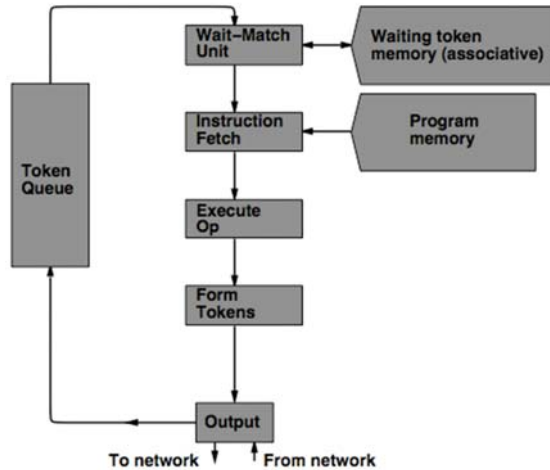 Wait–Match
Unit
Waiting token
memory (associative)
Instruction
Fetch
Program
memory
Token
Queue
Execute
Op
Form
Tokens
Output
To network
From network